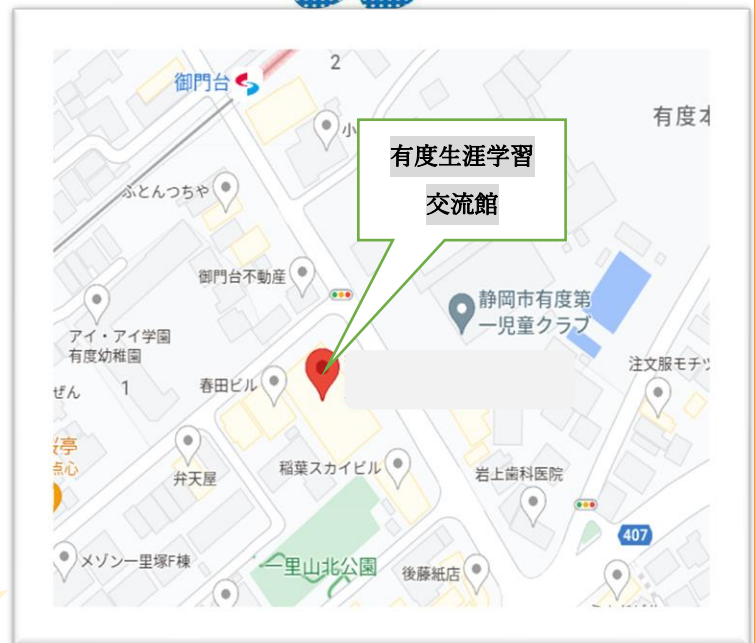 2
御門台
小
有度本
有度生涯学習
交流館
ふとんつちや
御門台不動産
静岡市有度第
一児童クラブ
アイ・アイ学園
有度幼稚園
注文服モチヅ
ぜん
1
春田ビル
亭
点心
弁天屋
稲葉スカイビル
岩上歯科医院
407
メゾン一里塚F棟
一里山北公園
後藤紙店